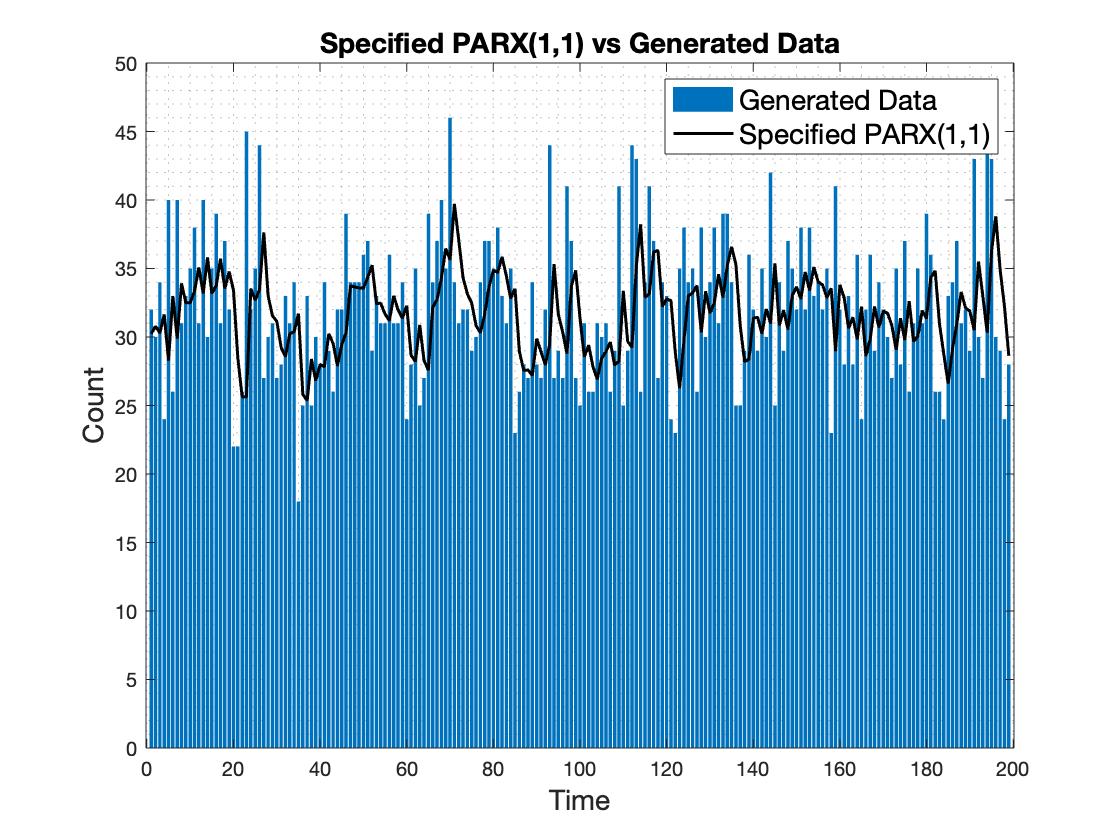 Specified PARX(1,1) vs Generated Data
50
45
40
35
30
25
20
15
10
5
0
Count
Generated Data
Specified PARX(1,1)
0 20 40 60 80 100 120 140 160 180 200
Time